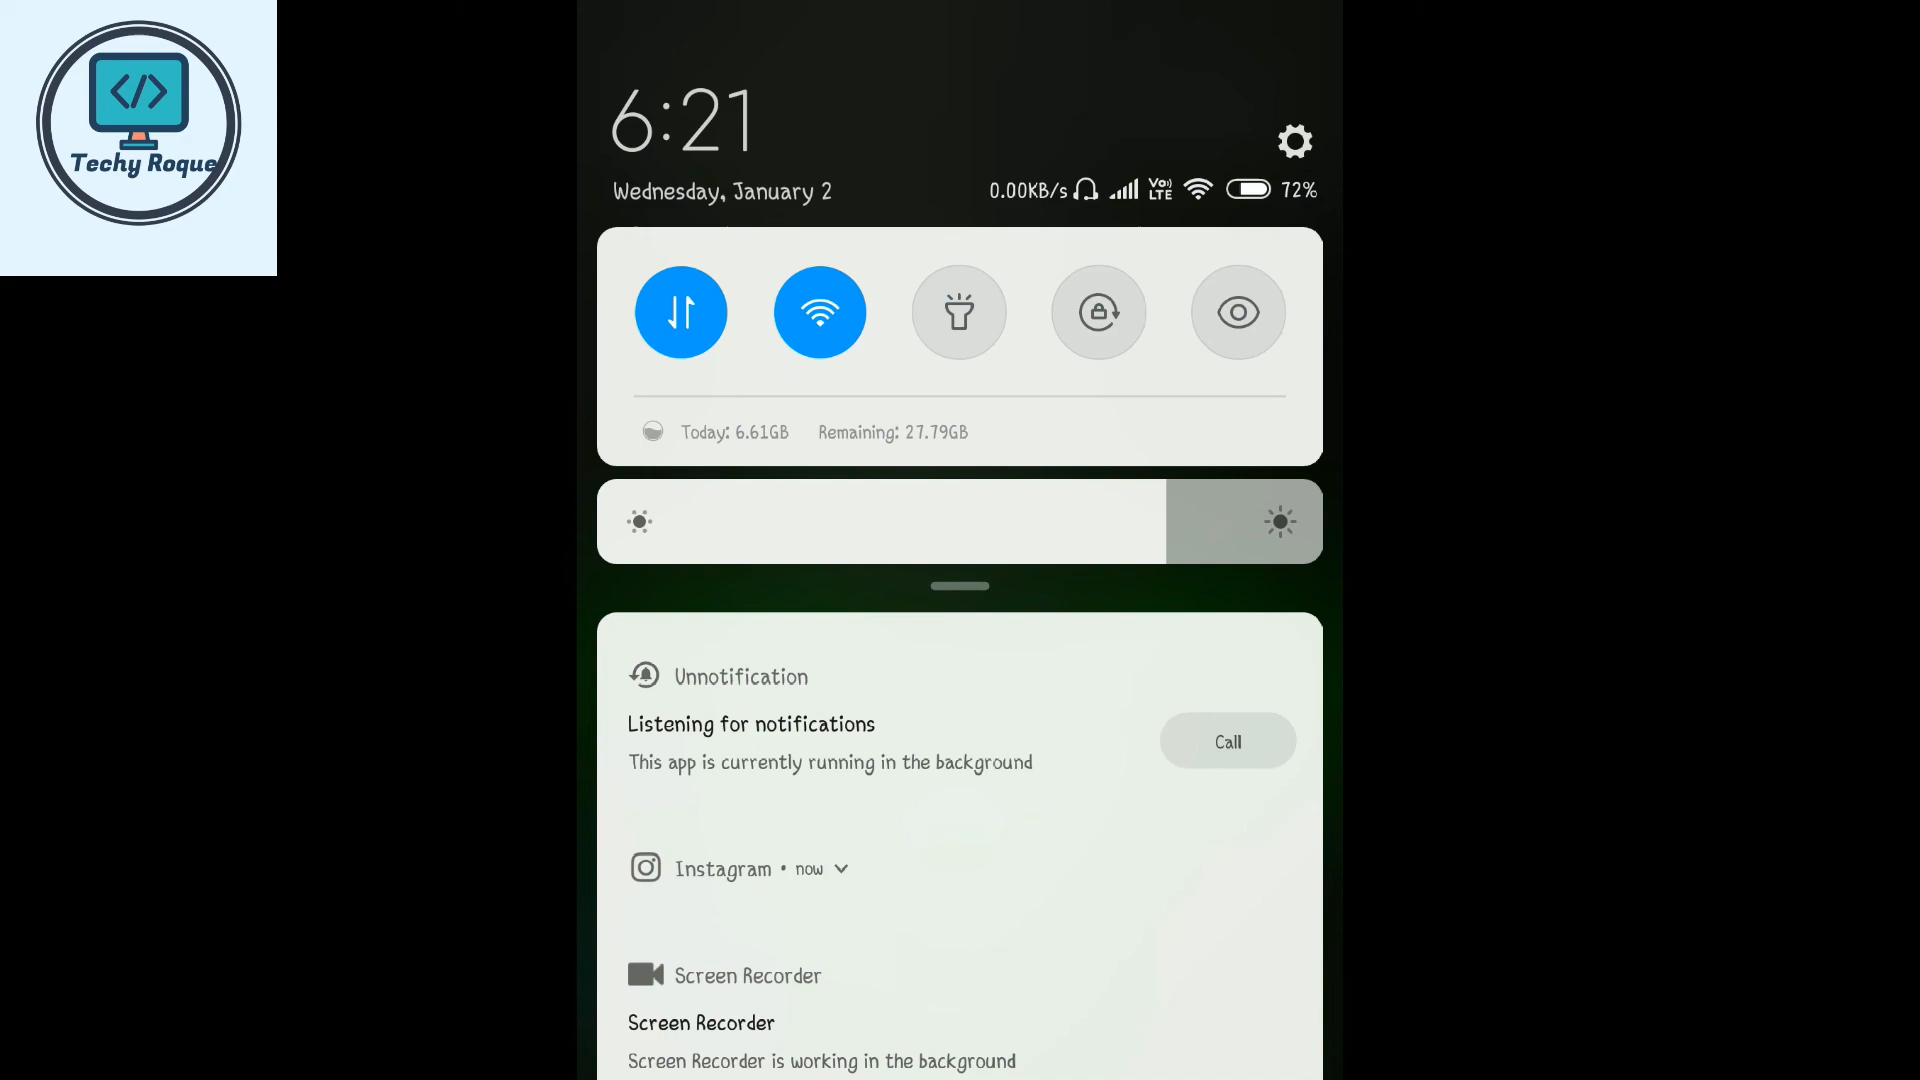 Techy Roque
6:21
Wednesday, January 2
0.00KB/s Vo)) LTE 72%
Today: 6.61GB Remaining: 27.79GB
Unnotification
Listening for notifications
This app is currently running in the background
Call
Instagram • now
Screen Recorder
Screen Recorder
Screen Recorder is working in the background